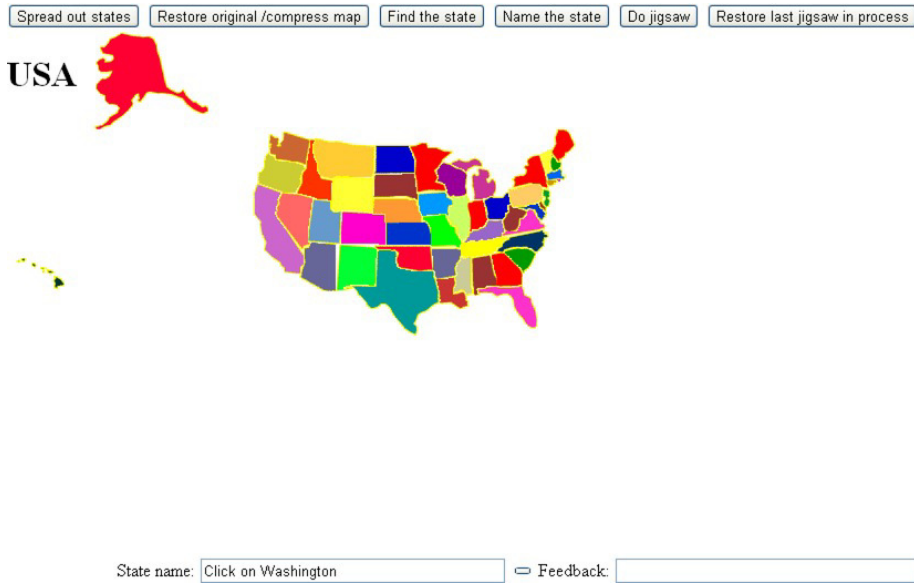 Spread out states Restore original /compress map Find the state Name the state Do jigsaw Restore last jigsaw in process
USA
State name: Click on Washington Feedback: